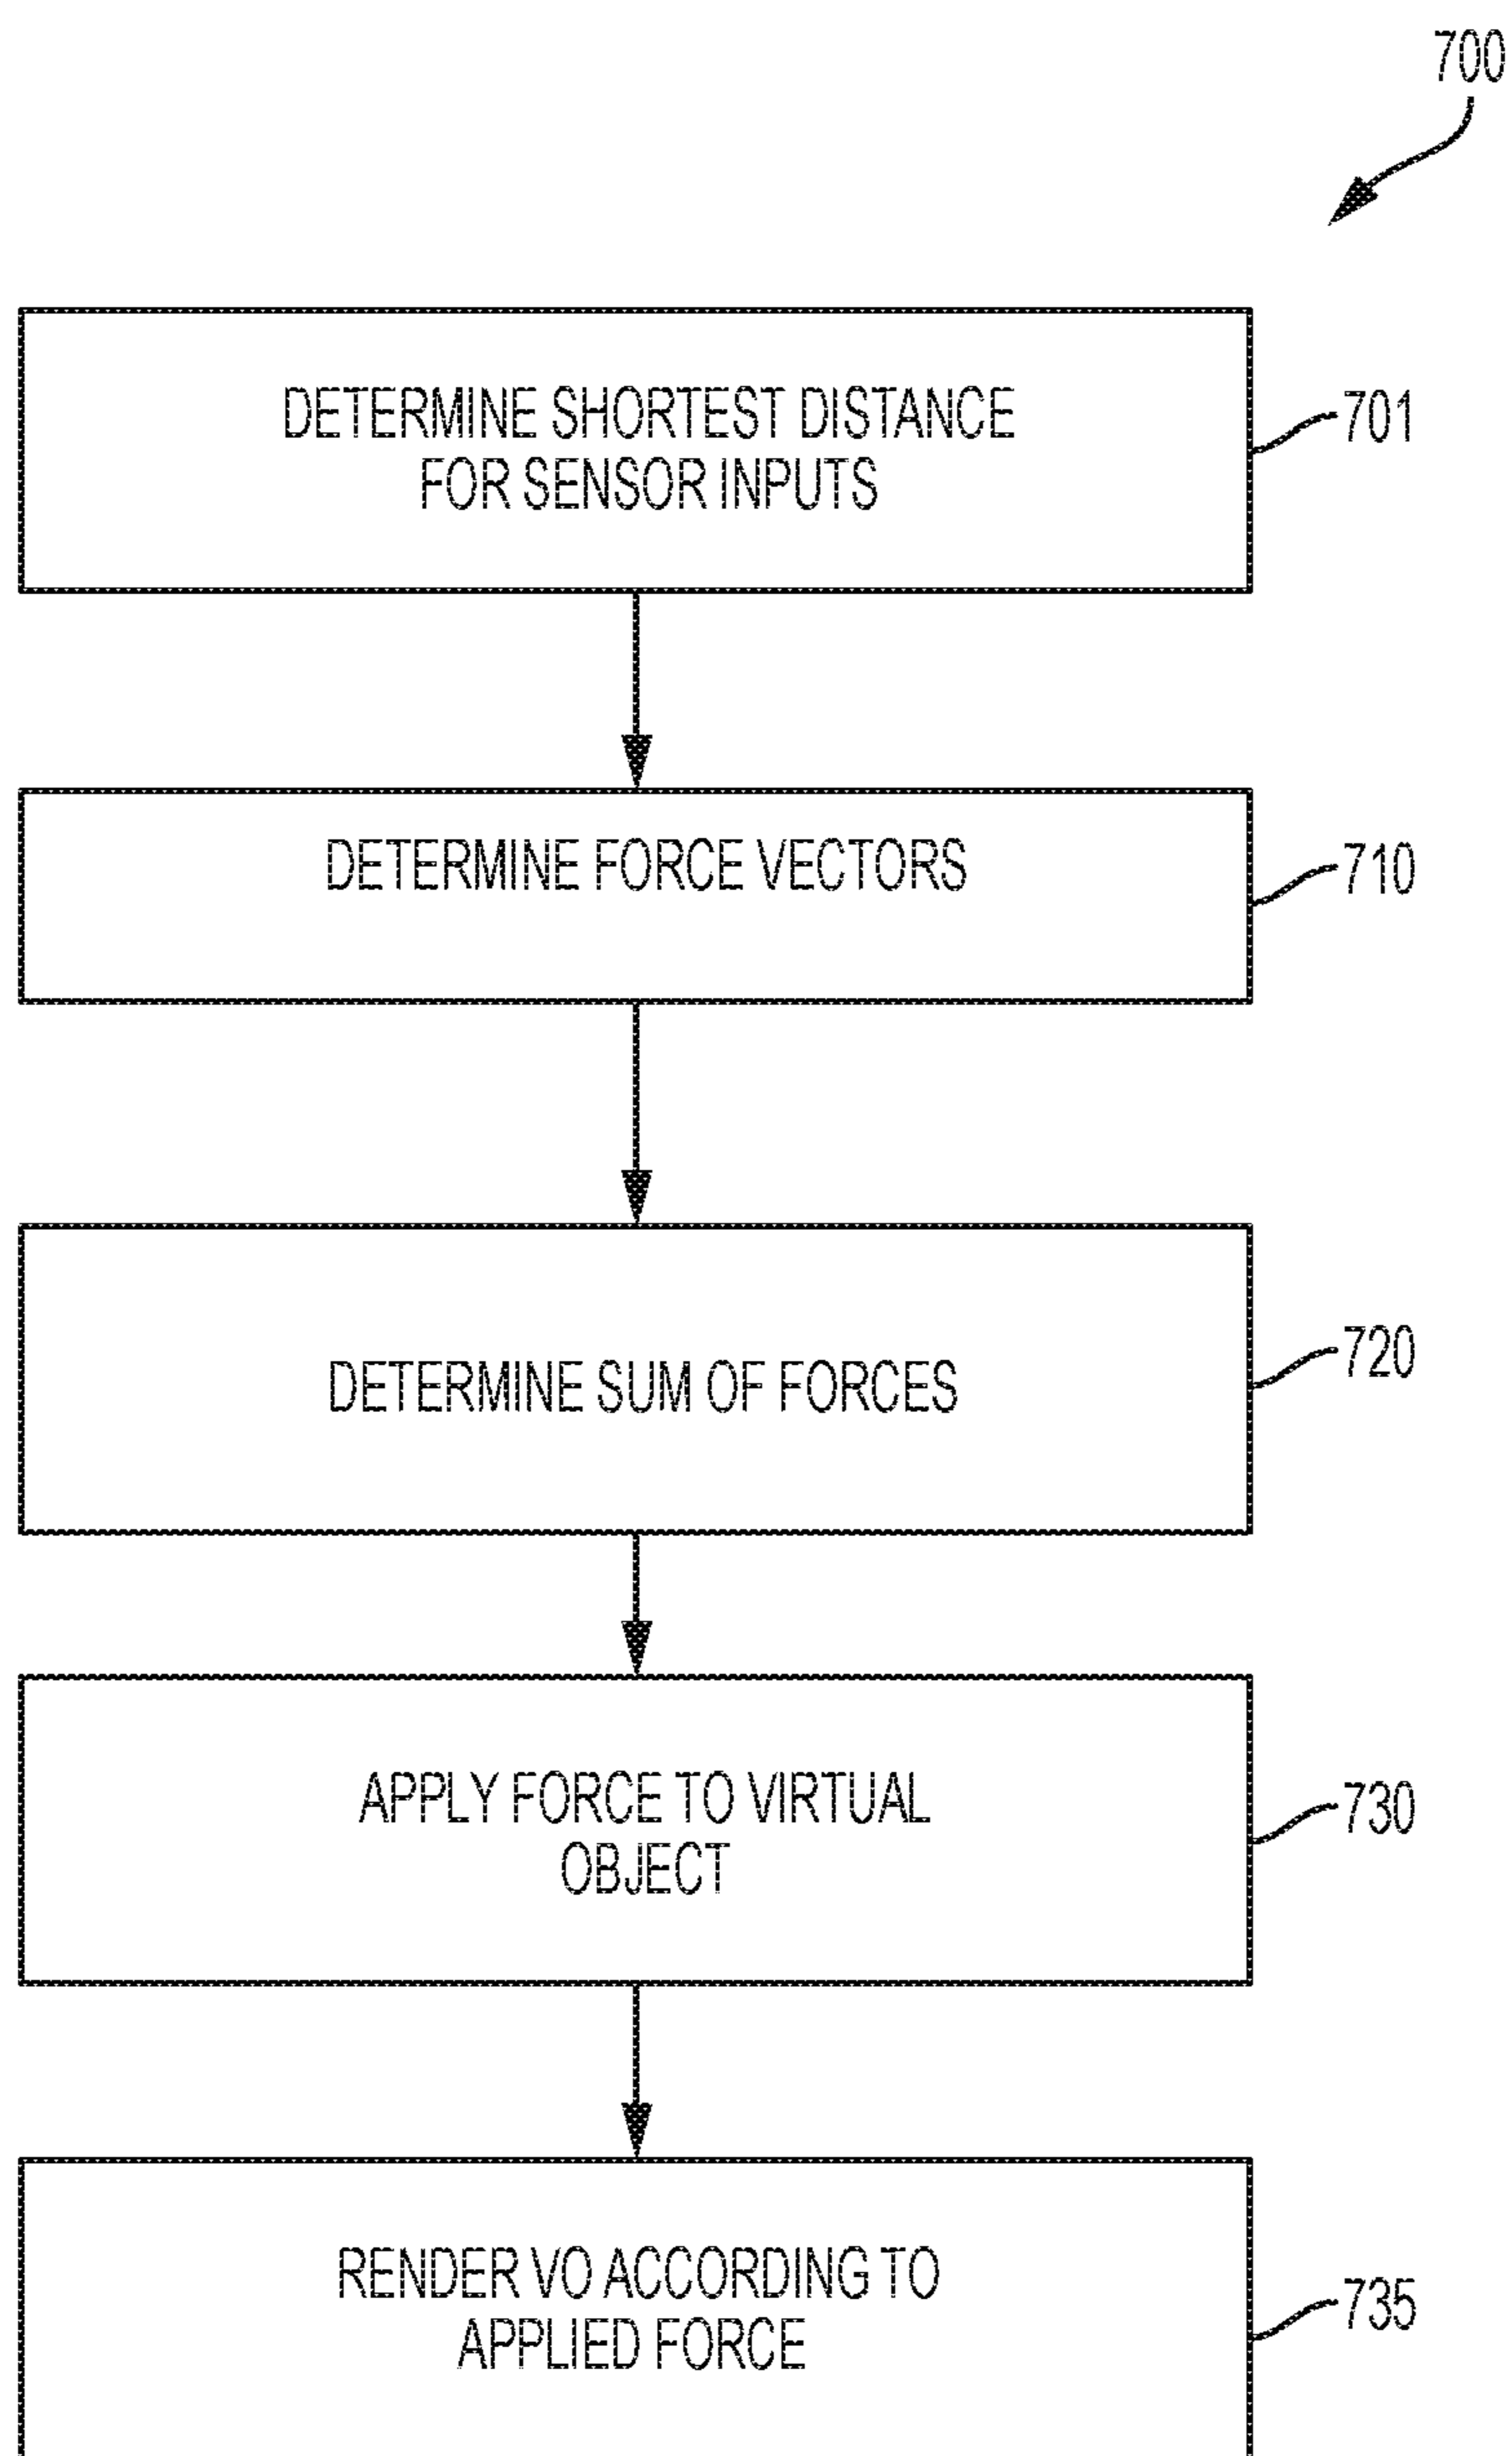 700
DETERMINE SHORTEST DISTANCE
FOR SENSOR INPUTS
701
DETERMINE FORCE VECTORS
710
DETERMINE SUM OF FORCES
720
APPLY FORCE TO VIRTUAL
OBJECT
730
RENDER VO ACCORDING TO
APPLIED FORCE
735